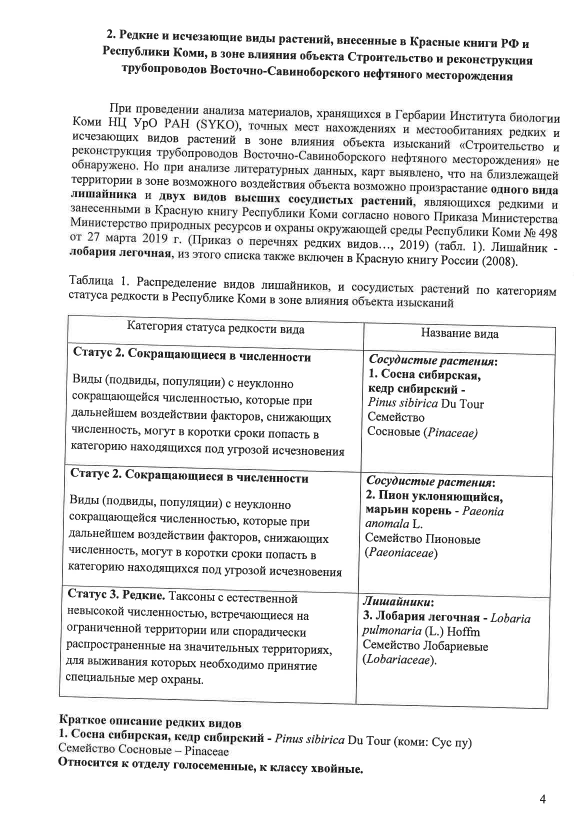 2. Редкие и исчезающие виды растений, внесенные в Красные книги РФ и
Республики Коми, в зоне влияния объекта Строительство и реконструкция
трубопроводов Восточно-Савиноборского нефтяного месторождения
При проведении анализа материалов, хранящихся в Гербарии Института биологии
Коми НЦ УрО РАН (SYKO), точных мест нахождениях и местообитаниях редких и
исчезающих видов растений в зоне влияния объекта изысканий «Строительство и
реконструкция трубопроводов Восточно-Савиноборского нефтяного месторождения» не
обнаружено. Но при анализе литературных данных, карт выявлено, что на близлежащей
территории в зоне возможного воздействия объекта возможно произрастание одного вида
лишайника и двух видов высших сосудистых растений, являющихся редкими и
занесенными в Красную книгу Республики Коми согласно нового Приказа Министерства
Министерство природных ресурсов и охраны окружающей среды Республики Коми № 498
от 27 марта 2019 г. (Приказ о перечнях редких видов…, 2019) (табл. 1). Лишайник -
лобария легочная, из этого списка также включен в Красную книгу России (2008).
Таблица 1. Распределение видов лишайников, и сосудистых растений по категориям
статуса редкости в Республике Коми в зоне влияния объекта изысканий
Категория статуса редкости вида
Название вида
Статус 2. Сокращающиеся в численности
Виды (подвиды, популяции) с неуклонно
сокращающейся численностью, которые при
дальнейшем воздействии факторов, снижающих
численность, могут в коротки сроки попасть в
категорию находящихся под угрозой исчезновения
Сосудистые растения:
1. Сосна сибирская,
кедр сибирский -
Pinus sibirica Du Tour
Семейство
Сосновые (Pinaceae)
Статус 2. Сокращающиеся в численности
Виды (подвиды, популяции) с неуклонно
сокращающейся численностью, которые при
дальнейшем воздействии факторов, снижающих
численность, могут в коротки сроки попасть в
категорию находящихся под угрозой исчезновения
Сосудистые растения:
2. Пион уклоняющийся,
марьин корень - Paeonia
anomala L.
Семейство Пионовые
(Paeoniaceae)
Статус 3. Редкие. Таксоны с естественной
невысокой численностью, встречающиеся на
ограниченной территории или спорадически
распространенные на значительных территориях,
для выживания которых необходимо принятие
специальные мер охраны.
Лишайники:
3. Лобария легочная - Lobaria
pulmonaria (L.) Hoffm
Семейство Лобариевые
(Lobariaceae).
Краткое описание редких видов
1. Сосна сибирская, кедр сибирский - Pinus sibirica Du Tour (коми: Сус пу)
Семейство Сосновые – Pinaceae
Относится к отделу голосеменные, к классу хвойные.
4